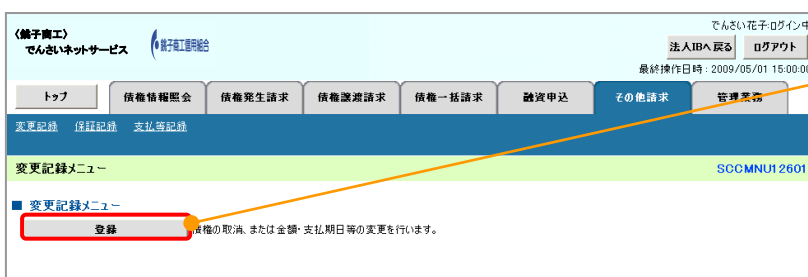 〈銚子商工〉
でんさいネットサービス
銚子商工信用組合
でんさい花子:ログイン中
法人IBへ戻る ログアウト
最終操作日時:2009/05/01 15:00:00
トップ 債権情報照会 債権発生請求 債権譲渡請求 債権一括請求 融資申込 その他請求 管理業務
変更記録 保証記録 支払等記録
変更記録メニュー SCCMNU12601
■ 変更記録メニュー
登録 債権の取消、または金額・支払期日等の変更を行います。